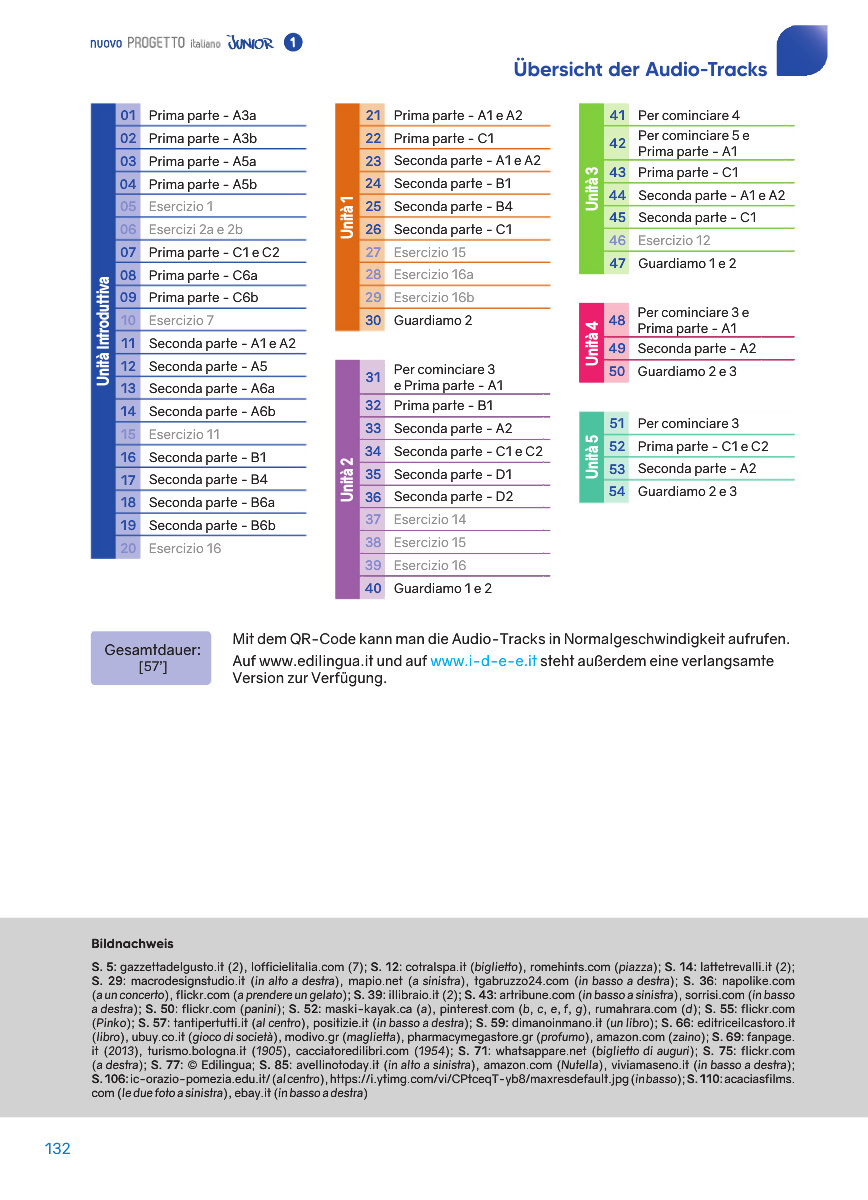 nuovo PROGETTO italiano JUNIOR 1
Übersicht der Audio-Tracks
Unità Introduttiva
01 Prima parte - A3a
02 Prima parte - A3b
03 Prima parte - A5a
04 Prima parte - A5b
05 Esercizio 1
06 Esercizi 2a e 2b
07 Prima parte - C1 e C2
08 Prima parte - C6a
09 Prima parte - C6b
10 Esercizio 7
11 Seconda parte - A1 e A2
12 Seconda parte - A5
13 Seconda parte - A6a
14 Seconda parte - A6b
15 Esercizio 11
16 Seconda parte - B1
17 Seconda parte - B4
18 Seconda parte - B6a
19 Seconda parte - B6b
20 Esercizio 16
Unità 1
21 Prima parte - A1 e A2
22 Prima parte - C1
23 Seconda parte - A1 e A2
24 Seconda parte - B1
25 Seconda parte - B4
26 Seconda parte - C1
27 Esercizio 15
28 Esercizio 16a
29 Esercizio 16b
30 Guardiamo 2
Unità 2
31 Per cominciare 3
e Prima parte - A1
32 Prima parte - B1
33 Seconda parte - A2
34 Seconda parte - C1 e C2
35 Seconda parte - D1
36 Seconda parte - D2
37 Esercizio 14
38 Esercizio 15
39 Esercizio 16
40 Guardiamo 1 e 2
Unità 3
41 Per cominciare 4
42 Per cominciare 5 e
Prima parte - A1
43 Prima parte - C1
44 Seconda parte - A1 e A2
45 Seconda parte - C1
46 Esercizio 12
47 Guardiamo 1 e 2
Unità 4
48 Per cominciare 3 e
Prima parte - A1
49 Seconda parte - A2
50 Guardiamo 2 e 3
Unità 5
51 Per cominciare 3
52 Prima parte - C1 e C2
53 Seconda parte - A2
54 Guardiamo 2 e 3
Gesamtdauer:
[57']
Mit dem QR-Code kann man die Audio-Tracks in Normalgeschwindigkeit aufrufen.
Auf www.edilingua.it und auf www.i-d-e-e.it steht außerdem eine verlangsamte
Version zur Verfügung.
Bildnachweis
S. 5: gazzettadelgusto.it (2), lofficielitalia.com (7); S. 12: cotralspa.it (biglietto), romehints.com (piazza); S. 14: lattetrevalli.it (2);
S. 29: macrodesignstudio.it (in alto a destra), mapio.net (a sinistra), tgabruzzo24.com (in basso a destra); S. 36: napolike.com
(a un concerto), flickr.com (a prendere un gelato); S. 39: illibraio.it (2); S. 43: artribune.com (in basso a sinistra), sorrisi.com (in basso
a destra); S. 50: flickr.com (panini); S. 52: maski-kayak.ca (a), pinterest.com (b, c, e, f, g), rumahrara.com (d); S. 55: flickr.com
(Pinko); S. 57: tantipertutti.it (al centro), positizie.it (in basso a destra); S. 59: dimanoinmano.it (un libro); S. 66: editriceilcastoro.it
(libro), ubuy.co.it (gioco di società), modivo.gr (maglietta), pharmacymegastore.gr (profumo), amazon.com (zaino); S. 69: fanpage.
it (2013), turismo.bologna.it (1905), cacciatoredilibri.com (1954); S. 71: whatsappare.net (biglietto di auguri); S. 75: flickr.com
(a destra); S. 77: © Edilingua; S. 85: avellinotoday.it (in alto a sinistra), amazon.com (Nutella), viviamaseno.it (in basso a destra);
S. 106: ic-orazio-pomezia.edu.it/ (al centro), https://i.ytimg.com/vi/CPtceqT-yb8/maxresdefault.jpg (in basso); S. 110: acaciasfilms.
com (le due foto a sinistra), ebay.it (in basso a destra)
132